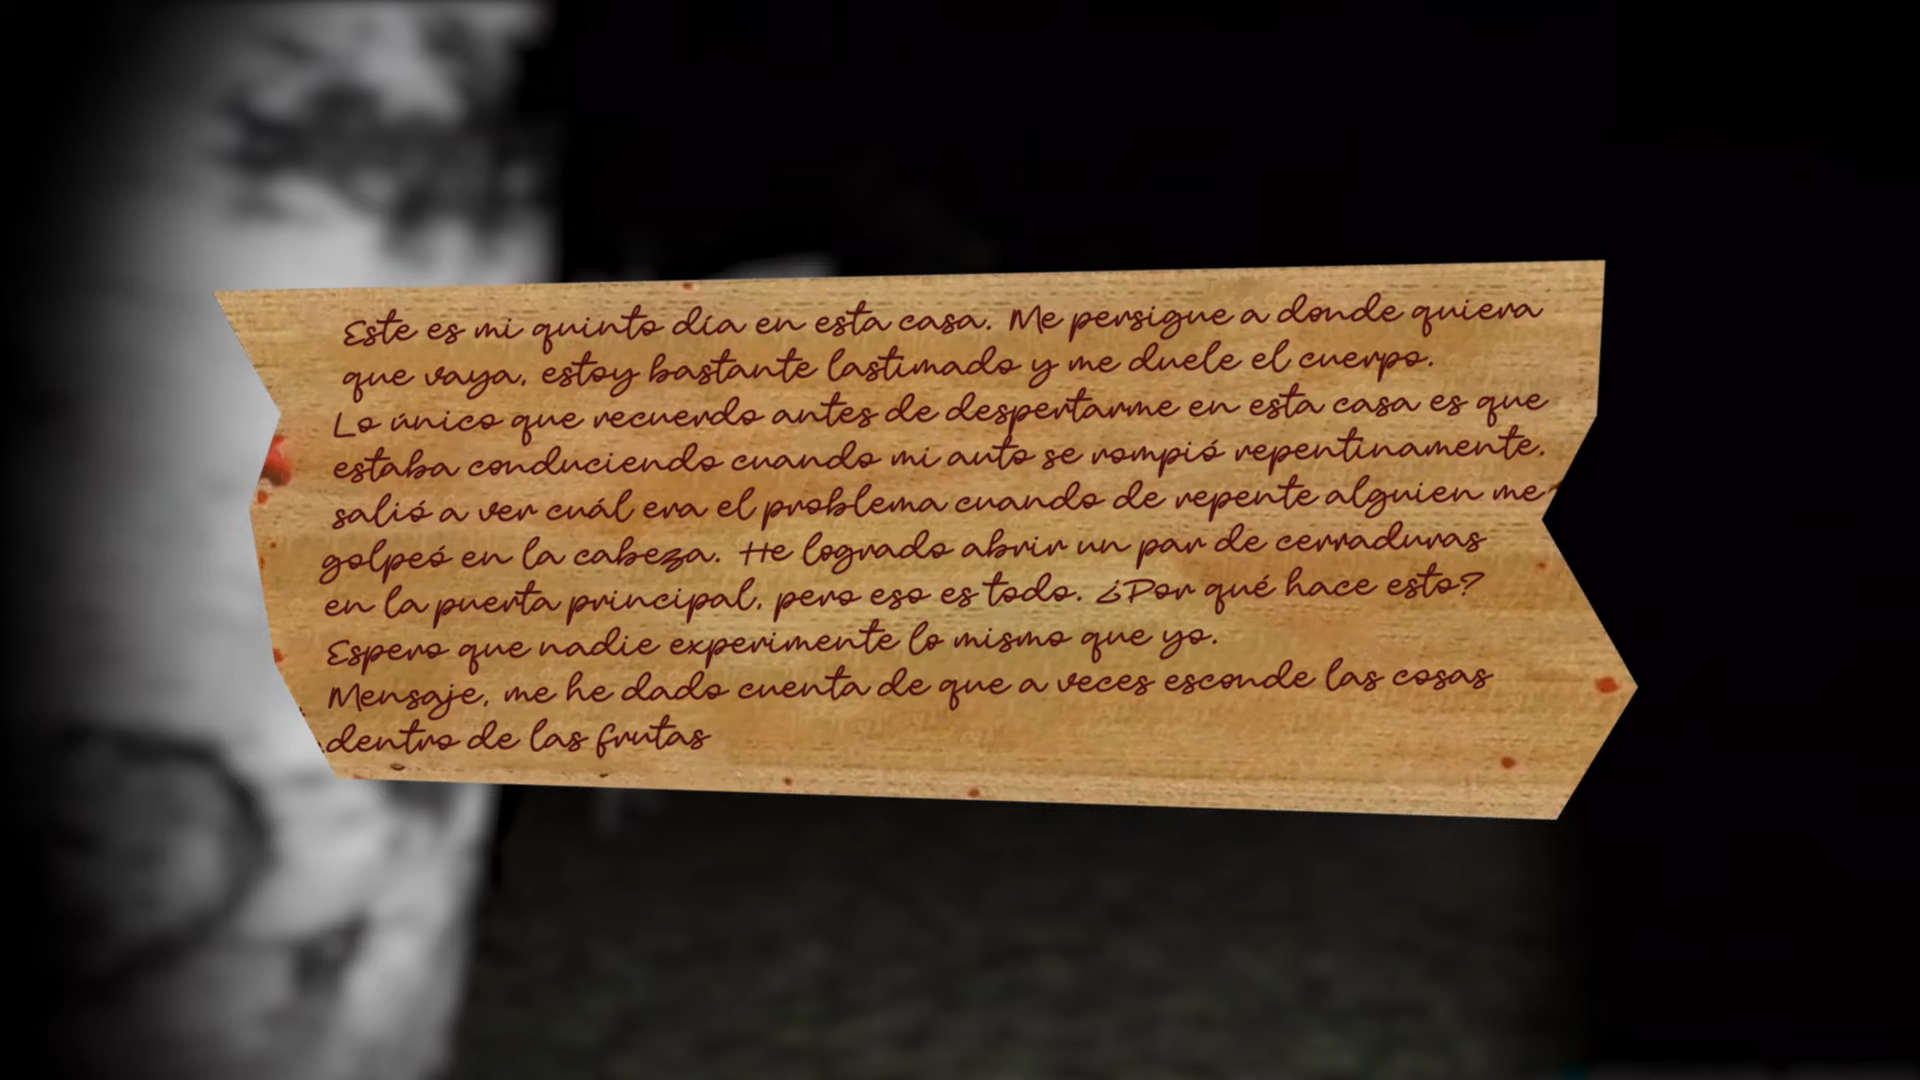 Este es mi quinto día en esta casa. Me persigue a donde quiera
que vaya, estoy bastante lastimado y me duele el cuerpo.
Lo único que recuerdo antes de despertarme en esta casa es que
estaba conduciendo cuando mi auto se rompió repentinamente.
salió a ver cuál era el problema cuando de repente alguien me
golpeó en la cabeza. He logrado abrir un par de cerraduras
en la puerta principal, pero eso es todo. ¿Por qué hace esto?
Espero que nadie experimente lo mismo que yo.
Mensaje, me he dado cuenta de que a veces esconde las cosas
dentro de las frutas